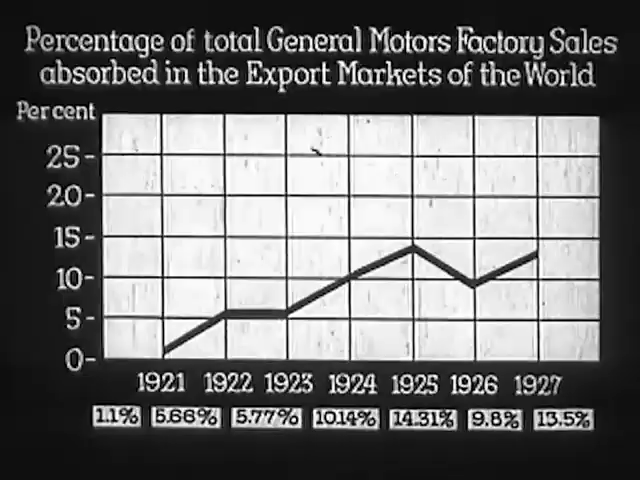 Percentage of total General Motors Factory Sales
absorbed in the Export Markets of the World
Per cent
25-
20-
15-
10-
5-
0-
1921 1922 1923 1924 1925 1926 1927
1.1% 5.68% 5.77% 10.14% 14.31% 9.8% 13.5%